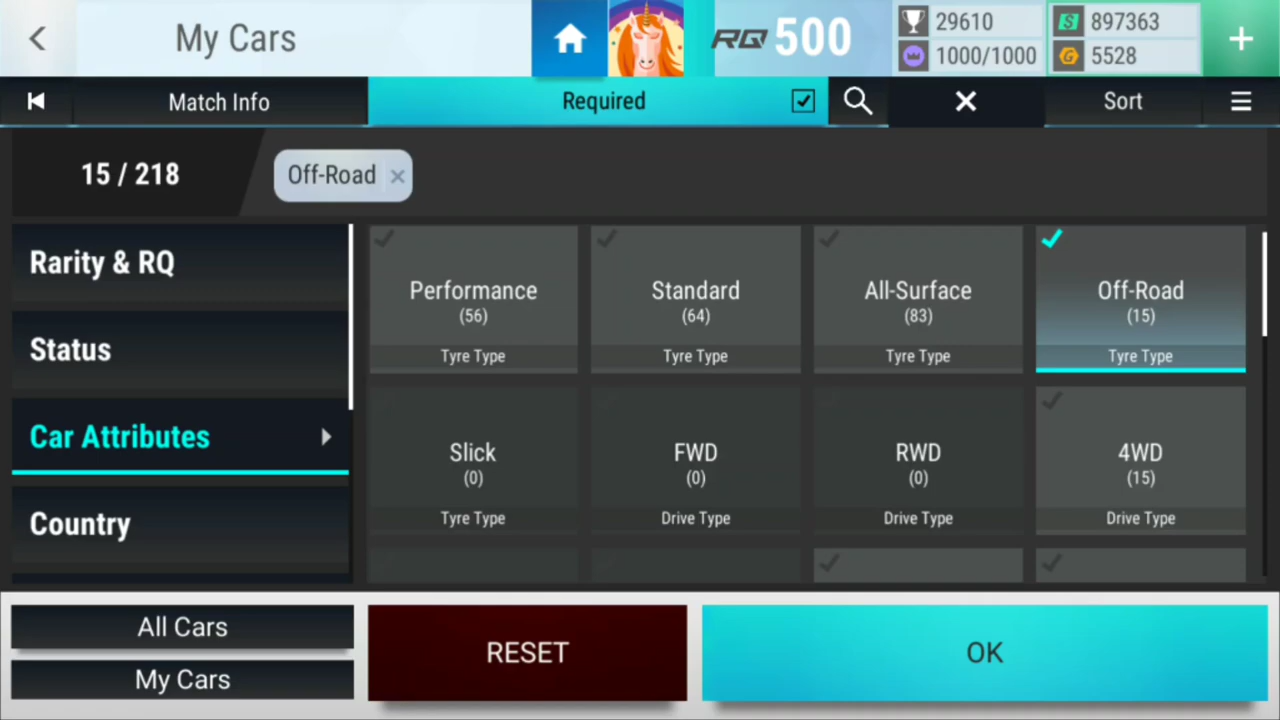 My Cars
RQ 500
29610
1000/1000
897363
5528
+
Match Info
Required
Sort
15 / 218
Off-Road
Rarity & RQ
Status
Car Attributes
Country
Performance
(56)
Tyre Type
Standard
(64)
Tyre Type
All-Surface
(83)
Tyre Type
Off-Road
(15)
Tyre Type
Slick
(0)
Tyre Type
FWD
(0)
Drive Type
RWD
(0)
Drive Type
4WD
(15)
Drive Type
All Cars
My Cars
RESET
OK